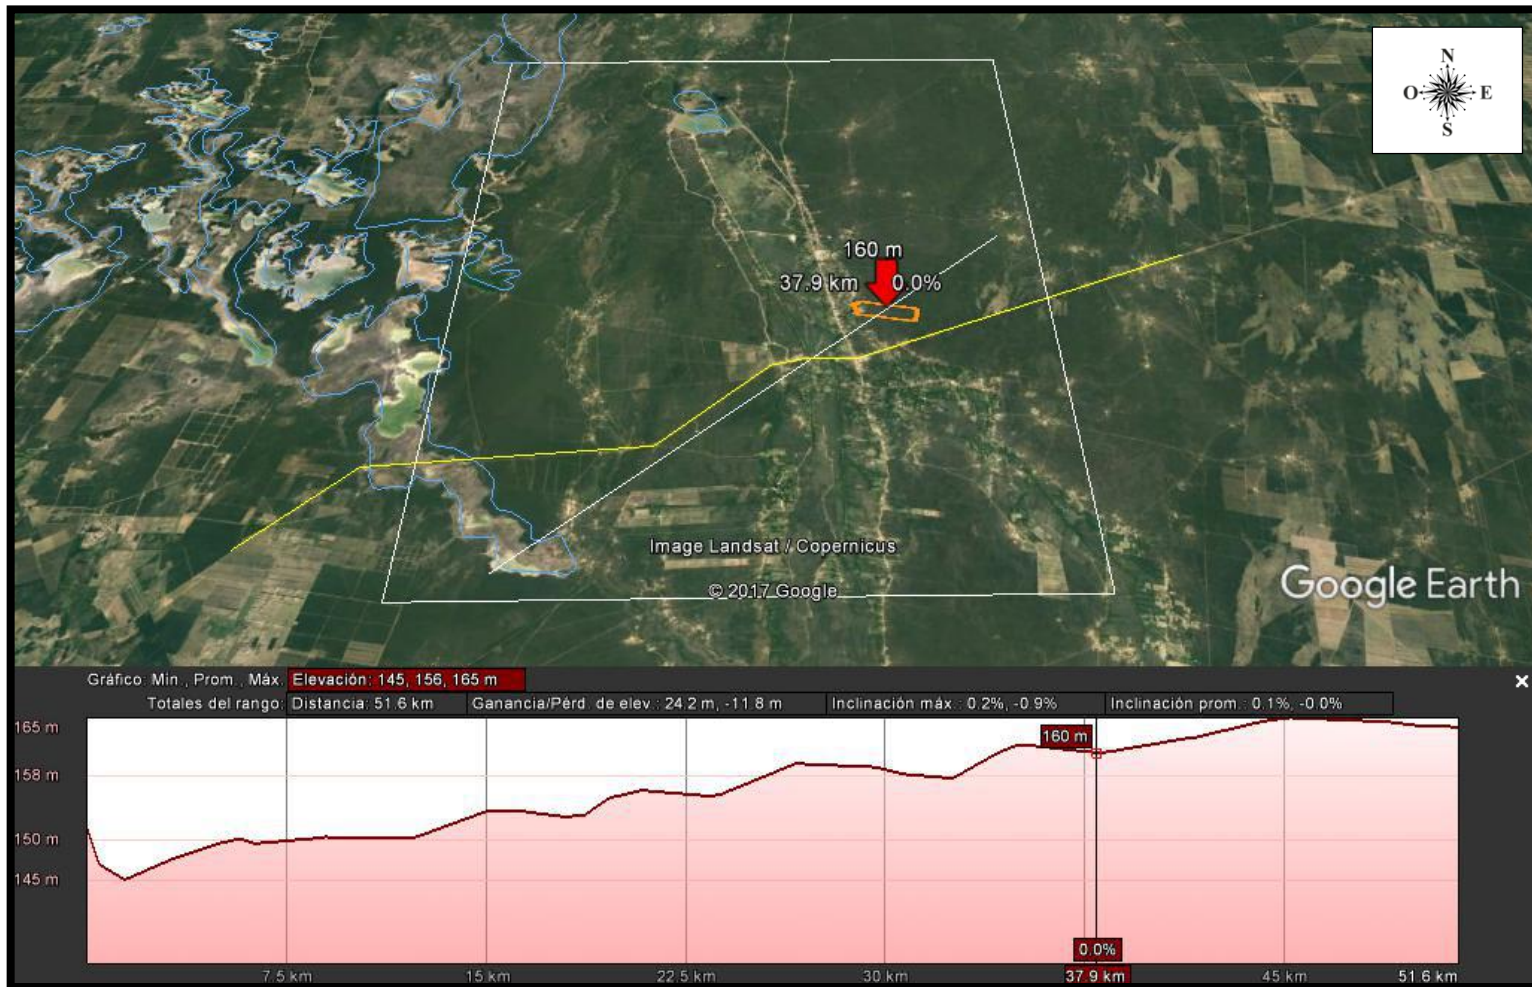 N
O E
S
160 m
37.9 km 0.0%
Image Landsat / Copernicus
© 2017 Google
Google Earth
Gráfico: Mín., Prom., Máx. Elevación: 145, 156, 165 m
Totales del rango: Distancia: 51.6 km Ganancia/Pérd. de elev.: 24.2 m, -11.8 m Inclinación máx.: 0.2%, -0.9% Inclinación prom.: 0.1%, -0.0%
165 m
160 m
158 m
150 m
145 m
0.0%
7.5 km 15 km 22.5 km 30 km 37.9 km 45 km 51.6 km